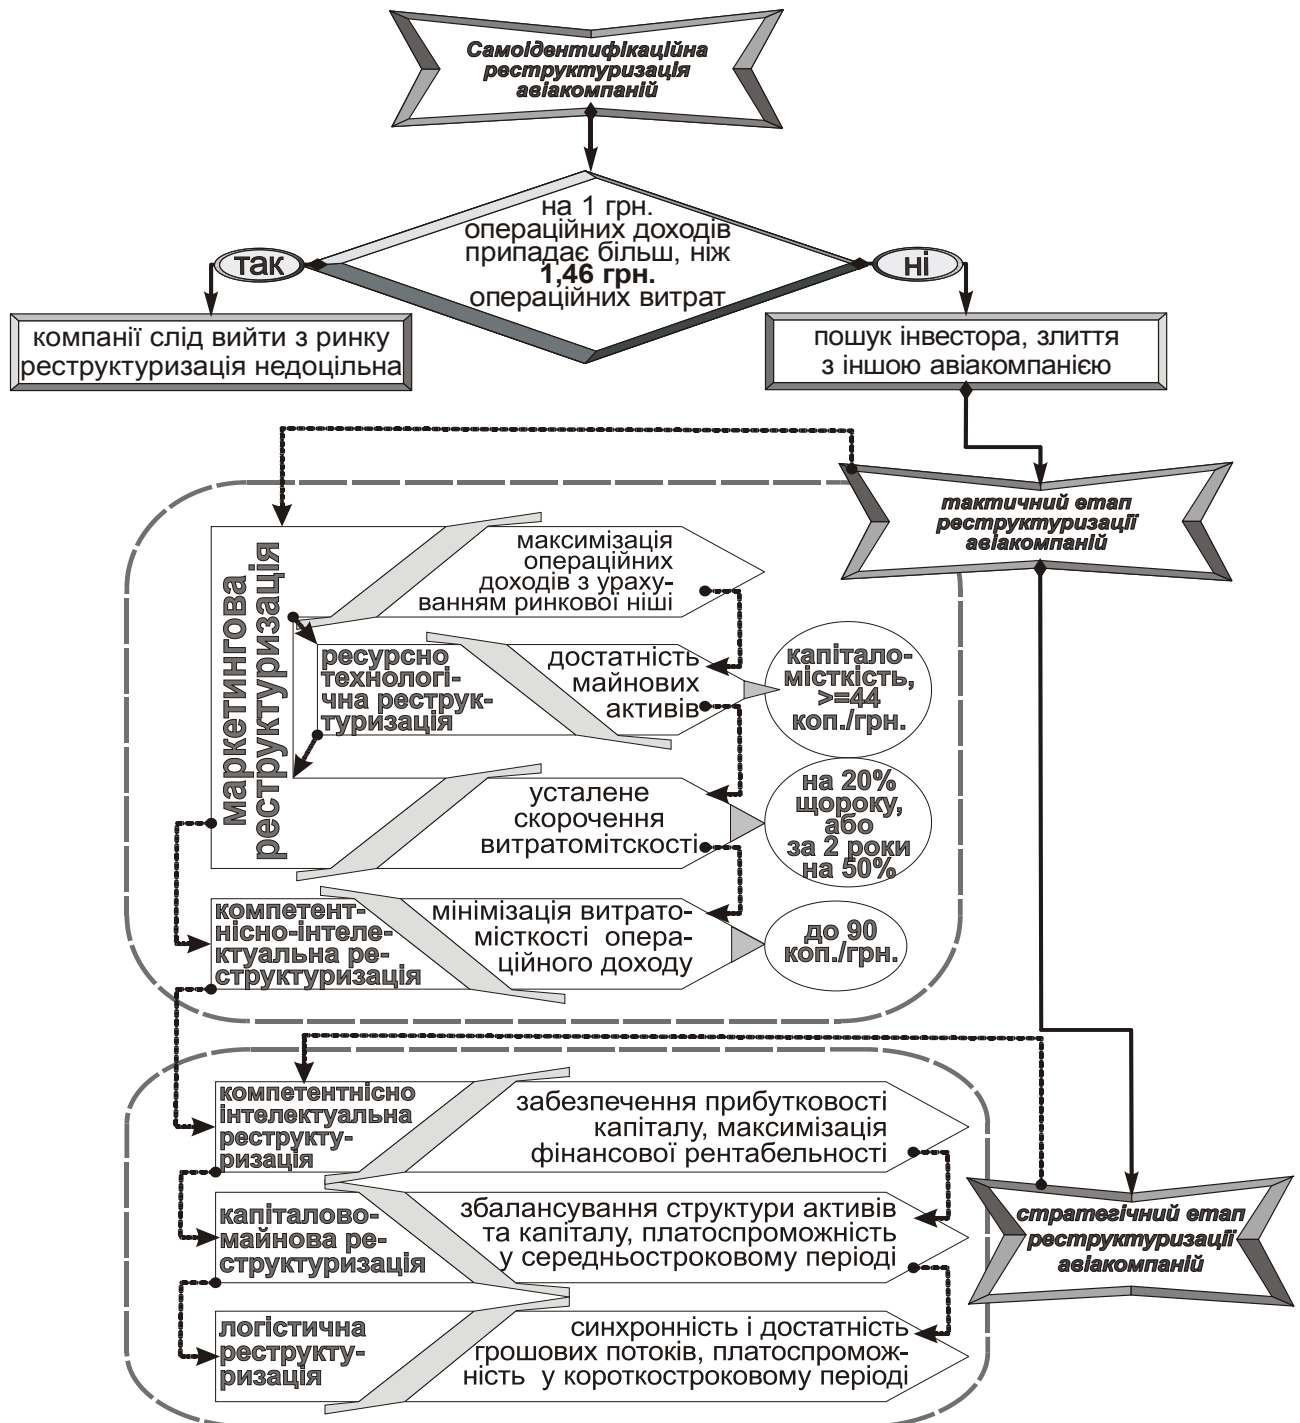 Самоідентифікаційна
реструктуризація
авіакомпаній
на 1 грн.
операційних доходів
припадає більш, ніж
1,46 грн.
операційних витрат
так
ні
компанії слід вийти з ринку
реструктуризація недоцільна
пошук інвестора, злиття
з іншою авіакомпанією
тактичний етап
реструктуризації
авіакомпаній
маркетингова
реструктуризація
максимізація
операційних
доходів з ураху-
ванням ринкової ніші
ресурсно
технологі-
чна реструк-
туризація
достатність
майнових
активів
капітало-
місткість,
>=44
коп./грн.
усталене
скорочення
витратомітскості
на 20%
щороку,
або
за 2 роки
на 50%
компетент-
нісно-інтеле-
ктуальна ре-
структуризація
мінімізація витрато-
місткості опера-
ційного доходу
до 90
коп./грн.
компетентнісно
інтелектуальна
реструкту-
ризація
забезпечення прибутковості
капіталу, максимізація
фінансової рентабельності
капіталово-
майнова ре-
структуризація
збалансування структури активів
та капіталу, платоспроможність
у середньостроковому періоді
стратегічний етап
реструктуризації
авіакомпаній
логістична
реструкту-
ризація
синхронність і достатність
грошових потоків, платоспромож-
ність у короткостроковому періоді